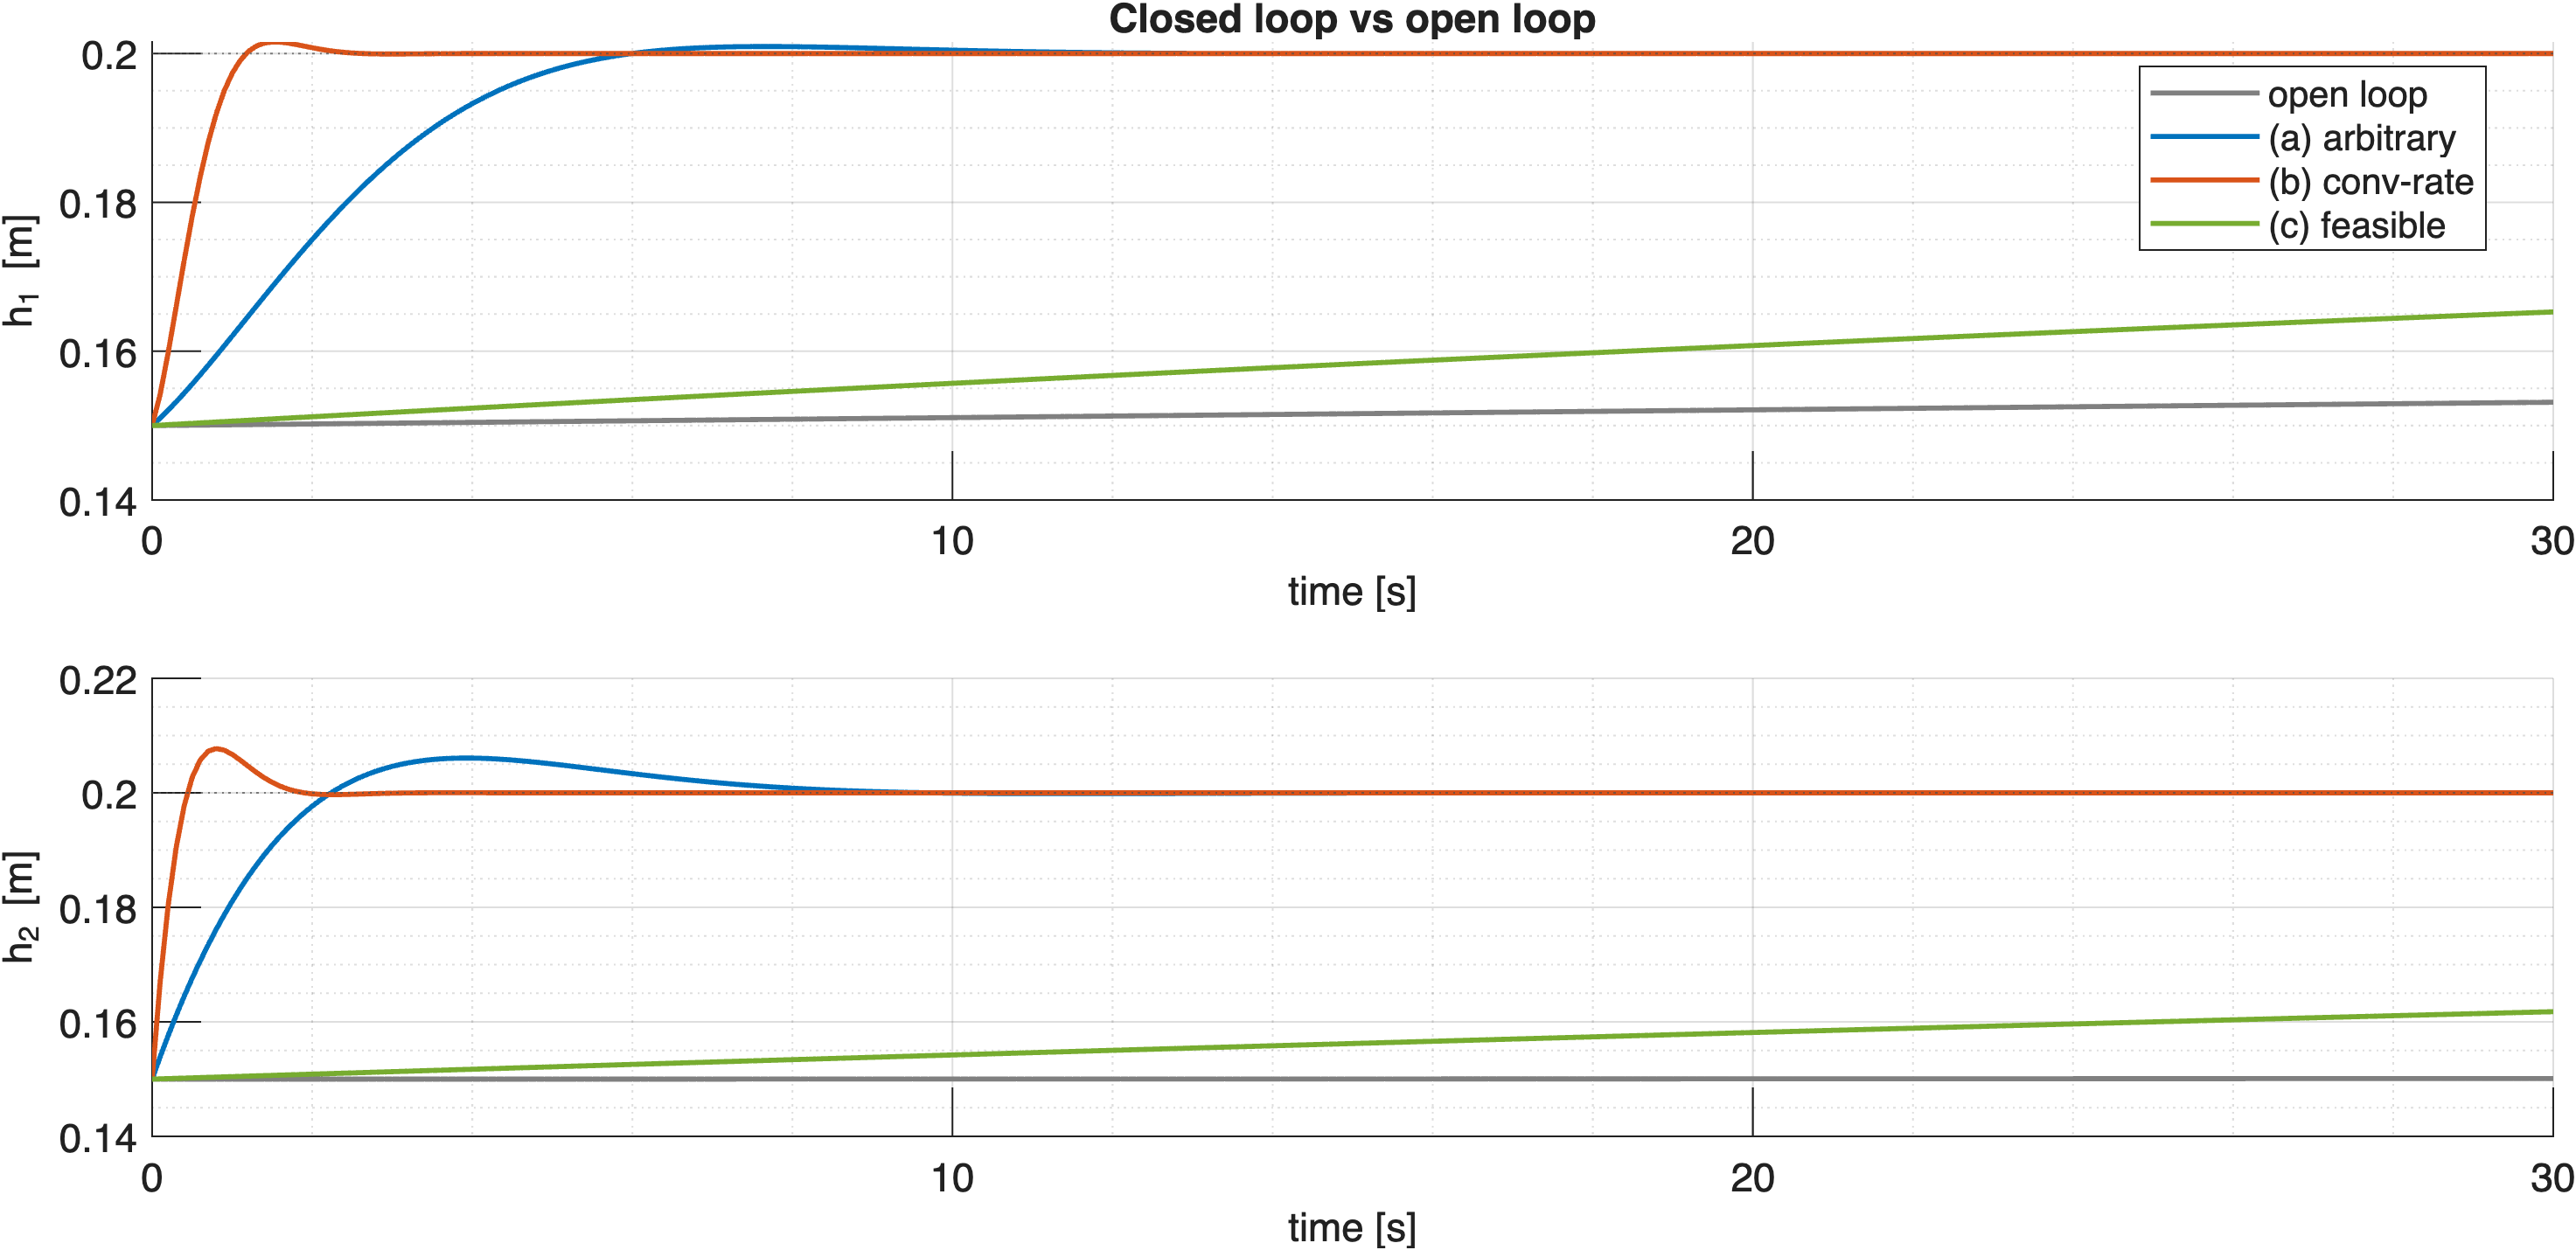 Closed loop vs open loop
0.2
0.18
0.16
0.14
h₁ [m]
open loop
(a) arbitrary
(b) conv-rate
(c) feasible
0 10 20 30
time [s]
0.22
0.2
0.18
0.16
0.14
h₂ [m]
0 10 20 30
time [s]